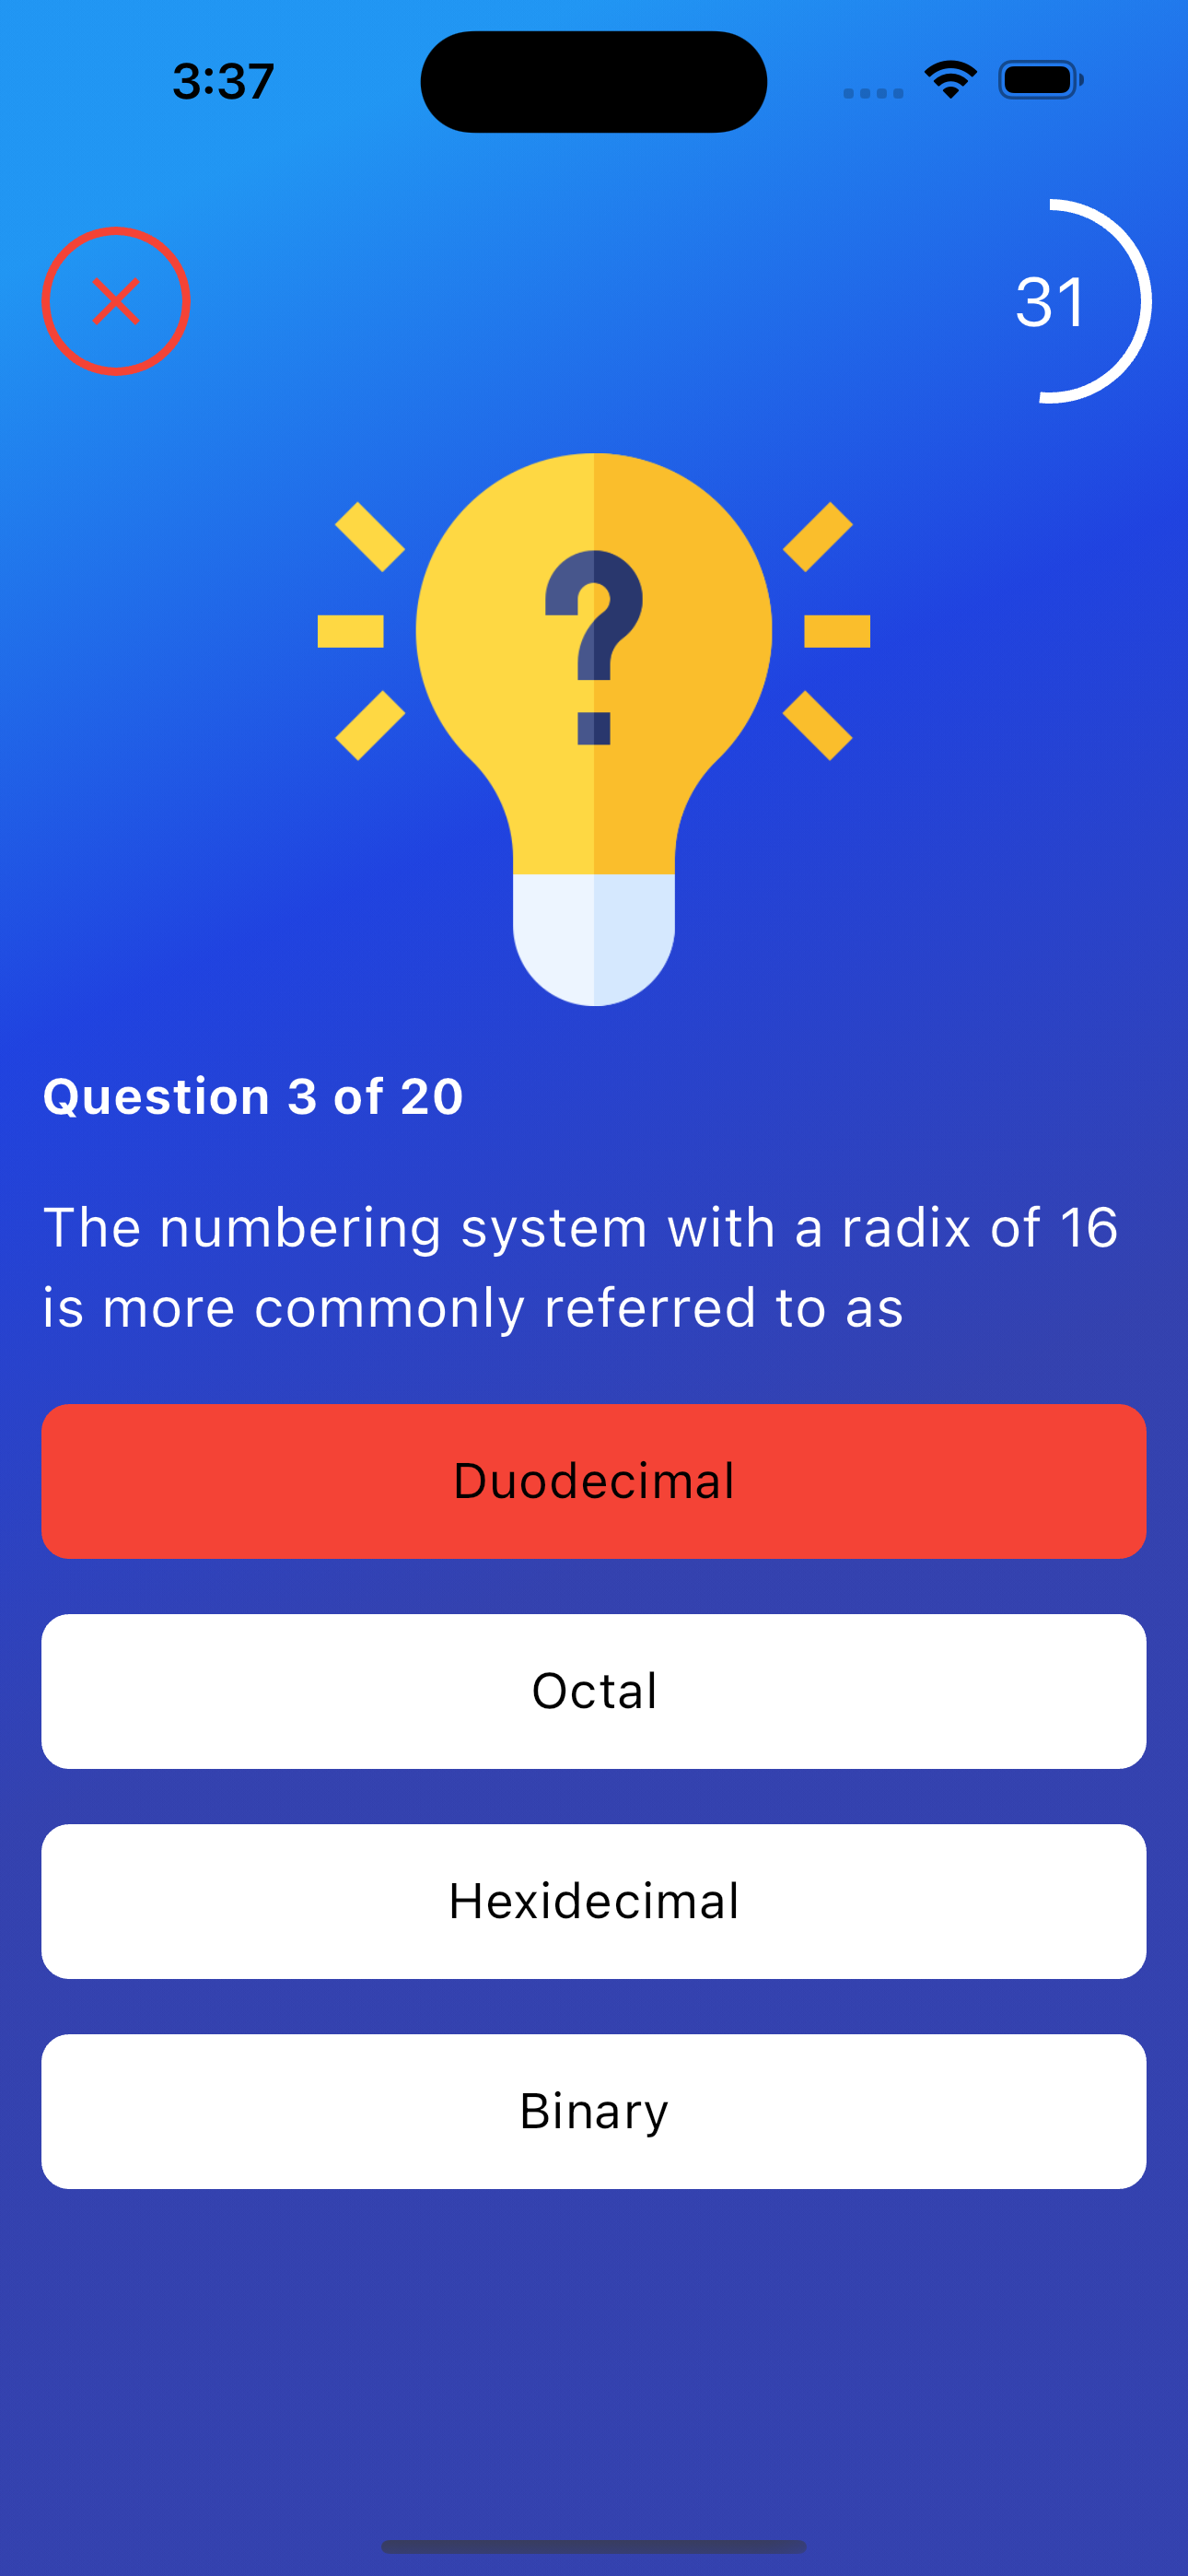 3:37
31
Question 3 of 20
The numbering system with a radix of 16
is more commonly referred to as
Duodecimal
Octal
Hexidecimal
Binary